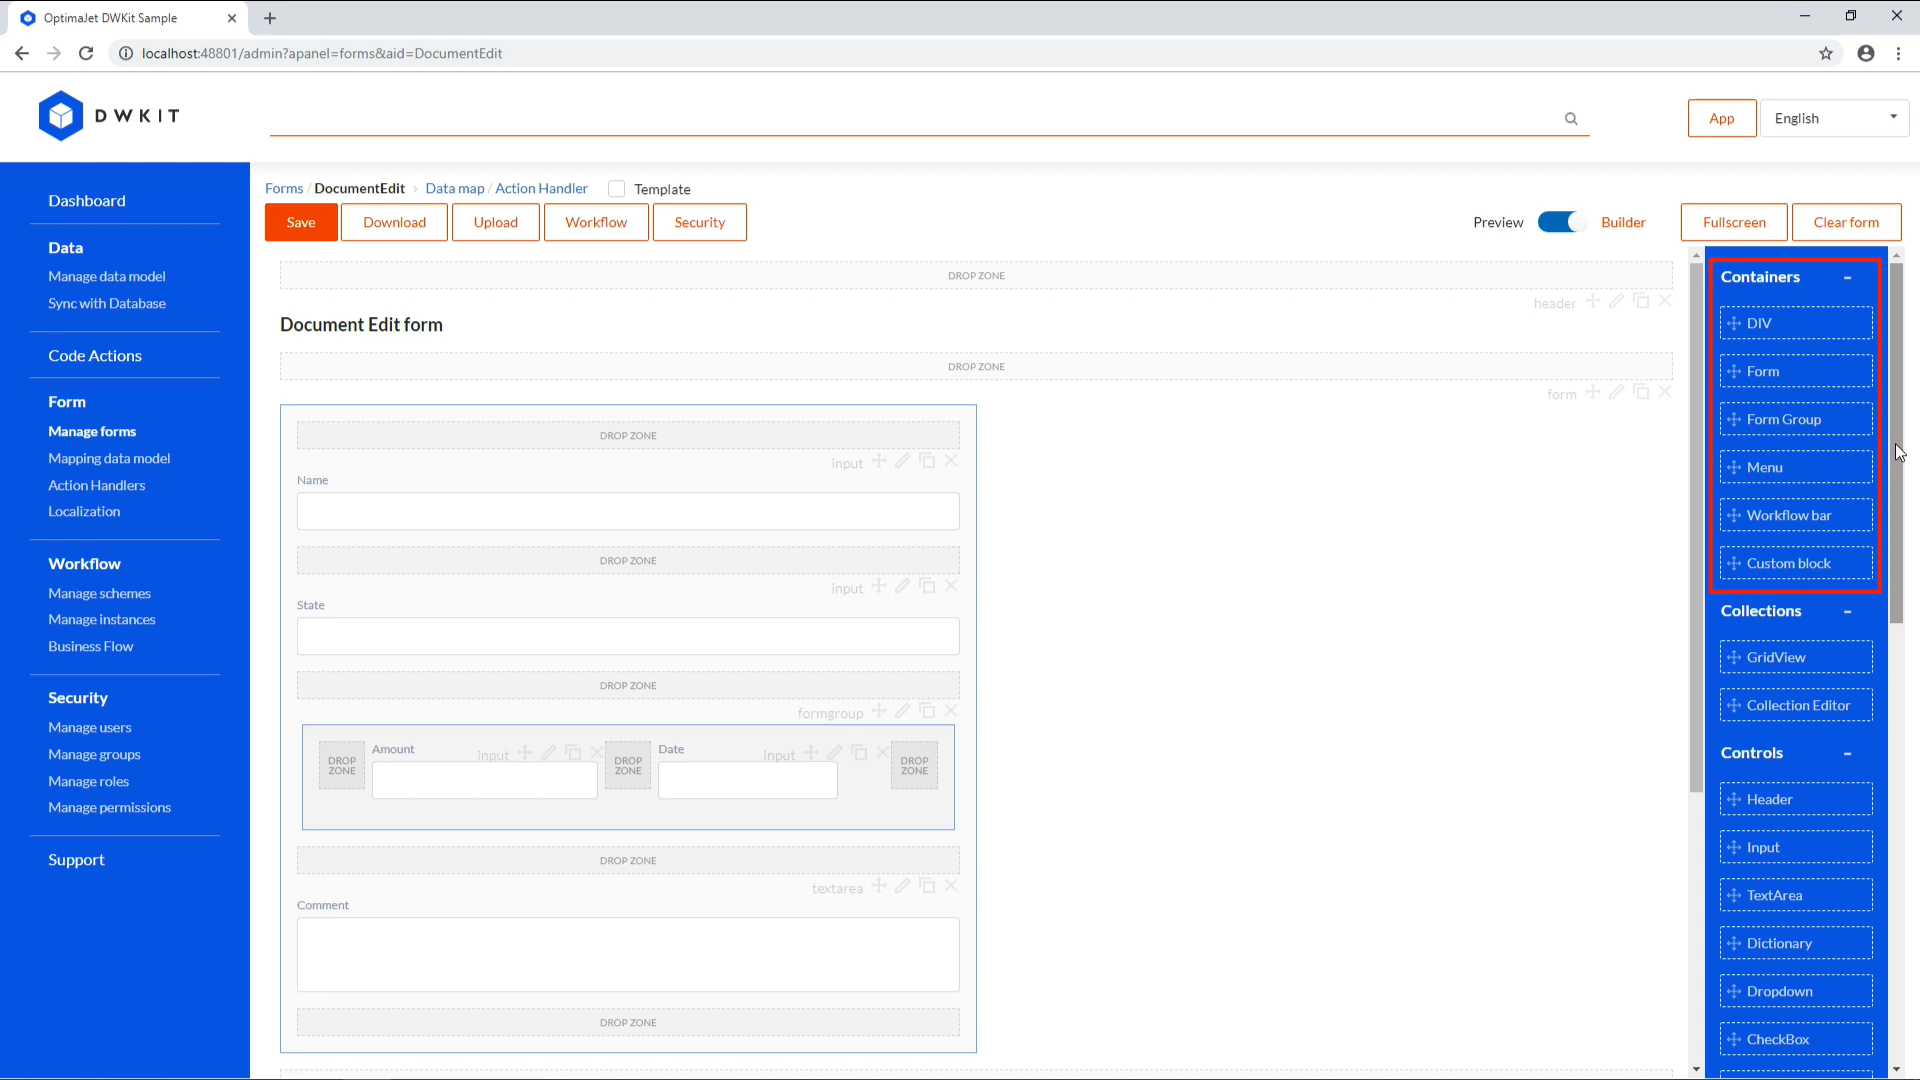 OptimaJet DWKit Sample
localhost:48801/admin?apanel=forms&aid=DocumentEdit
DWKIT
App
English
Dashboard
Data
Manage data model
Sync with Database
Code Actions
Form
Manage forms
Mapping data model
Action Handlers
Localization
Workflow
Manage schemes
Manage instances
Business Flow
Security
Manage users
Manage groups
Manage roles
Manage permissions
Support
Forms / DocumentEdit › Data map / Action Handler Template
Save Download Upload Workflow Security
Preview Builder Fullscreen Clear form
DROP ZONE
header
Document Edit form
DROP ZONE
form
DROP ZONE
input
Name
DROP ZONE
input
State
DROP ZONE
formgroup
DROP ZONE
Amount
input
DROP ZONE
Date
input
DROP ZONE
DROP ZONE
textarea
Comment
DROP ZONE
Containers –
DIV
Form
Form Group
Menu
Workflow bar
Custom block
Collections –
GridView
Collection Editor
Controls –
Header
Input
TextArea
Dictionary
Dropdown
CheckBox